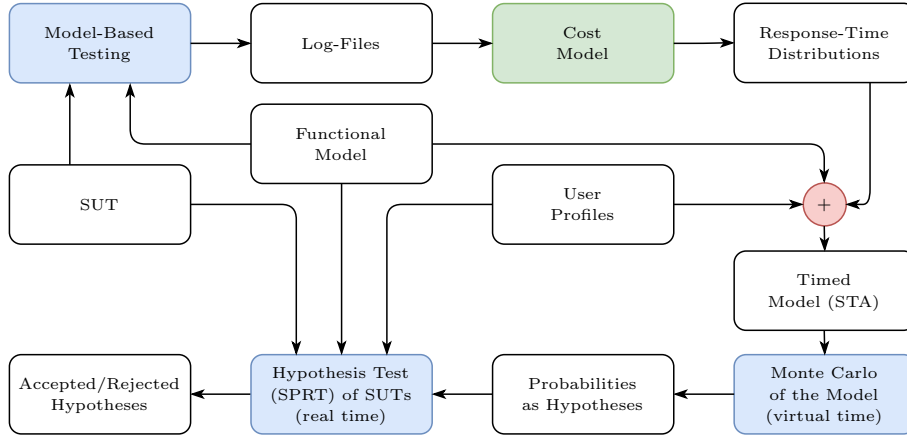 Model-Based
Testing
Log-Files
Cost
Model
Response-Time
Distributions
Functional
Model
SUT
User
Profiles
+
Timed
Model (STA)
Accepted/Rejected
Hypotheses
Hypothesis Test
(SPRT) of SUTs
(real time)
Probabilities
as Hypotheses
Monte Carlo
of the Model
(virtual time)